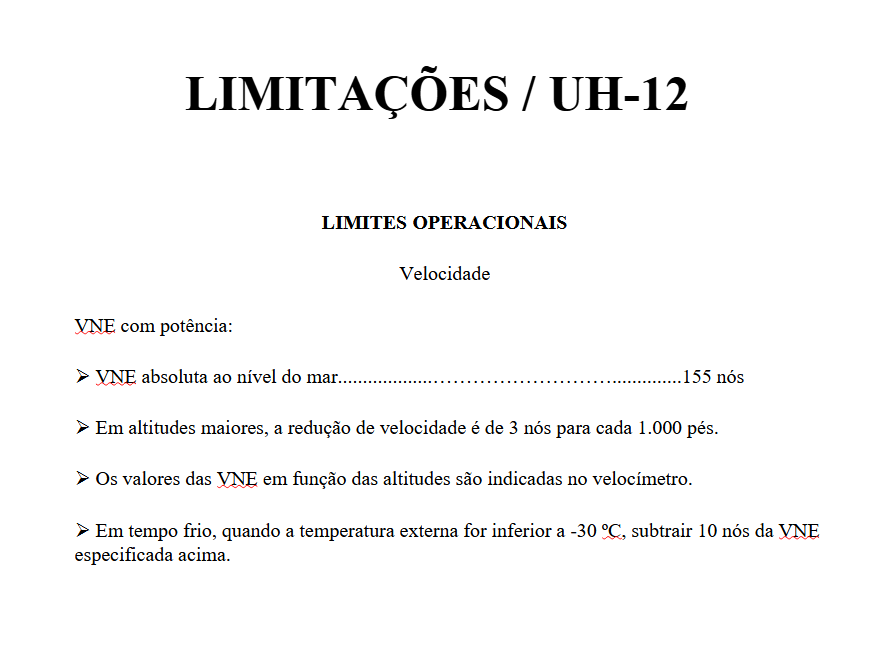 LIMITAÇÕES / UH-12
LIMITES OPERACIONAIS
Velocidade
VNE com potência:
➢ VNE absoluta ao nível do mar....................………………………...............155 nós
➢ Em altitudes maiores, a redução de velocidade é de 3 nós para cada 1.000 pés.
➢ Os valores das VNE em função das altitudes são indicadas no velocímetro.
➢ Em tempo frio, quando a temperatura externa for inferior a -30 ºC, subtrair 10 nós da VNE
especificada acima.